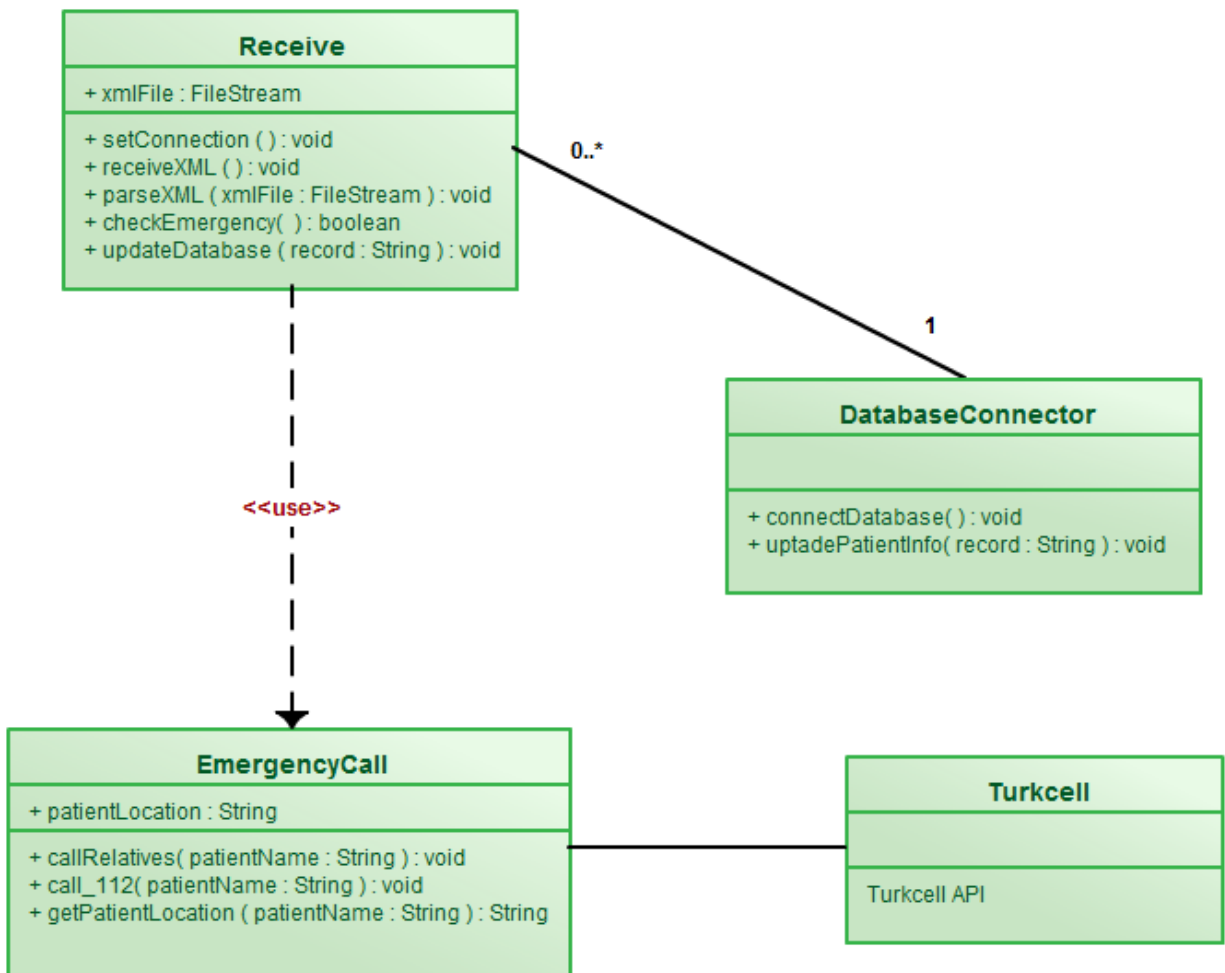 Receive
+ xmlFile : FileStream
+ setConnection ( ) : void
+ receiveXML ( ) : void
+ parseXML ( xmlFile : FileStream ) : void
+ checkEmergency( ) : boolean
+ updateDatabase ( record : String ) : void
0..*
1
DatabaseConnector
+ connectDatabase( ) : void
+ uptadePatientInfo( record : String ) : void
<<use>>
EmergencyCall
+ patientLocation : String
+ callRelatives( patientName : String ) : void
+ call_112( patientName : String ) : void
+ getPatientLocation ( patientName : String ) : String
Turkcell
Turkcell API